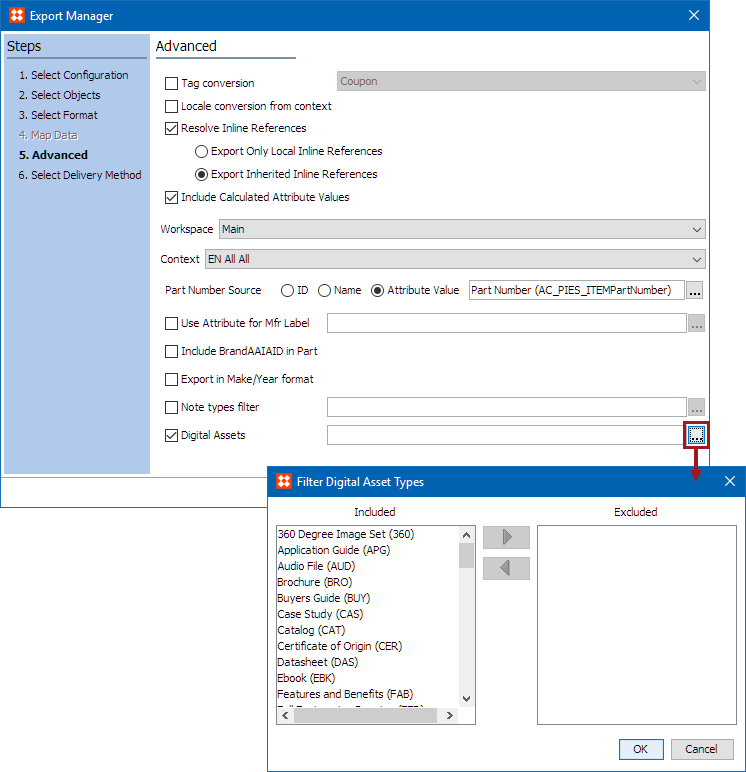 Export Manager
Steps
1. Select Configuration
2. Select Objects
3. Select Format
4. Map Data
5. Advanced
6. Select Delivery Method
Advanced
Tag conversion
Coupon
Locale conversion from context
Resolve Inline References
Export Only Local Inline References
Export Inherited Inline References
Include Calculated Attribute Values
Workspace Main
Context EN All All
Part Number Source ID Name Attribute Value Part Number (AC_PIES_ITEMPartNumber) ...
Use Attribute for Mfr Label ...
Include BrandAAIAID in Part
Export in Make/Year format
Note types filter ...
Digital Assets ...
Filter Digital Asset Types
Included
Excluded
360 Degree Image Set (360)
Application Guide (APG)
Audio File (AUD)
Brochure (BRO)
Buyers Guide (BUY)
Case Study (CAS)
Catalog (CAT)
Certificate of Origin (CER)
Datasheet (DAS)
Ebook (EBK)
Features and Benefits (FAB)
OK
Cancel